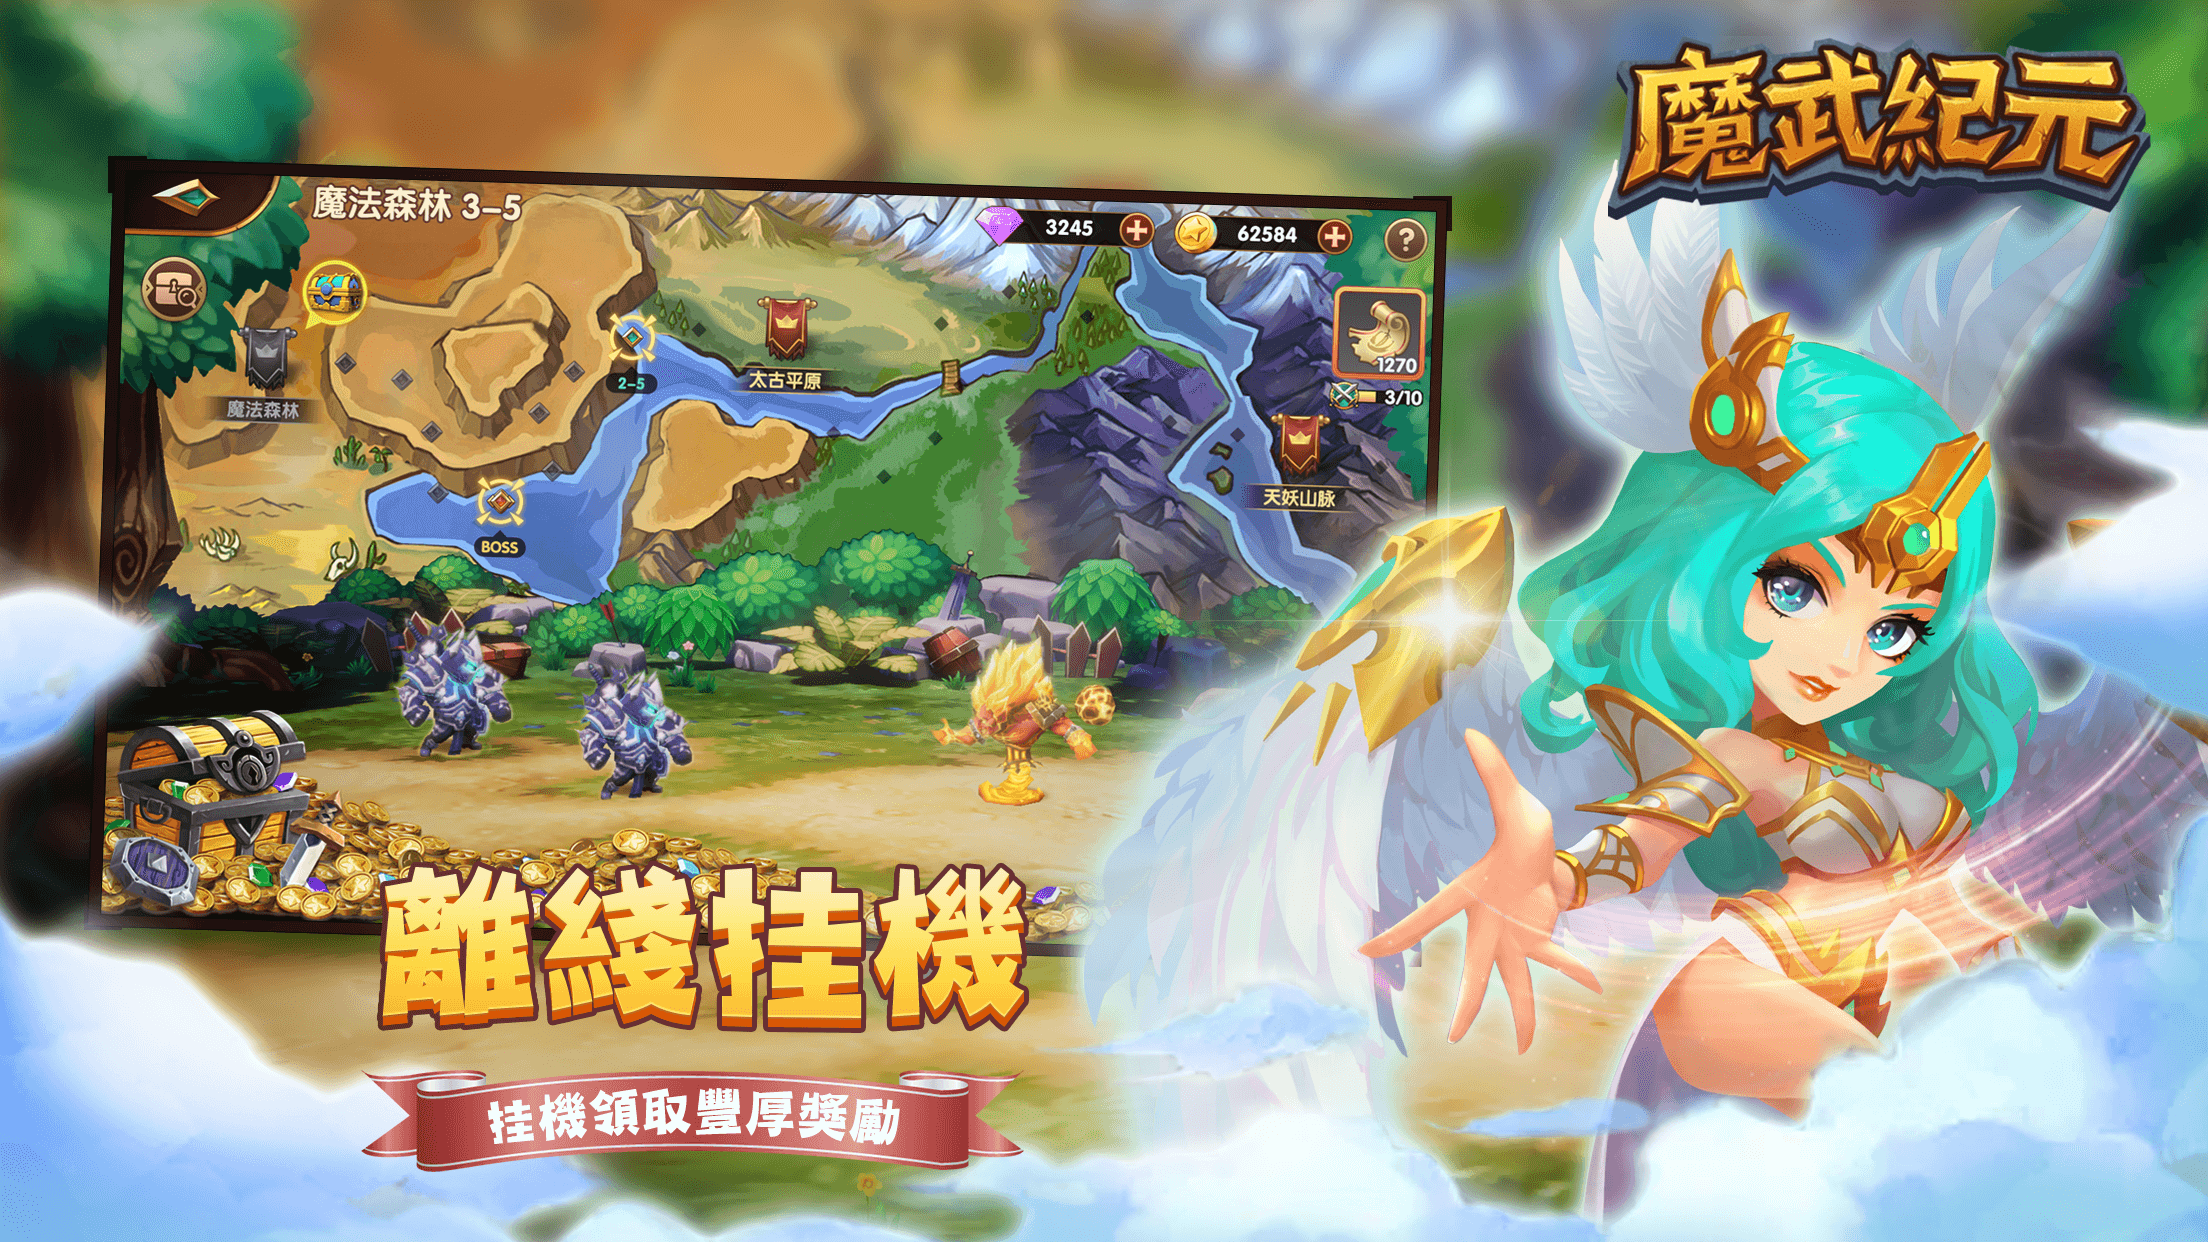 魔武紀元
魔法森林 3-5
3245
62584
?
1270
3/10
魔法森林
2-5
太古平原
天妖山脉
BOSS
離綫挂機
挂機領取豐厚獎勵